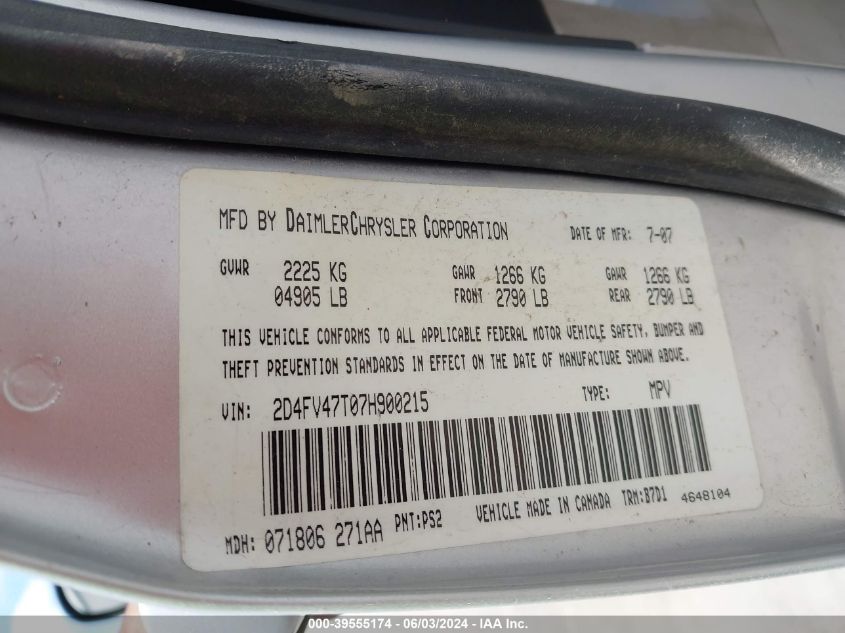 MFD BY DAIMLERCHRYSLER CORPORATION DATE OF MFR: 7-07
GVWR 2225 KG GAWR 1266 KG GAWR 1266 KG
04905 LB FRONT 2790 LB REAR 2790 LB
THIS VEHICLE CONFORMS TO ALL APPLICABLE FEDERAL MOTOR VEHICLE SAFETY, BUMPER AND
THEFT PREVENTION STANDARDS IN EFFECT ON THE DATE OF MANUFACTURE SHOWN ABOVE.
VIN: 2D4FV47T07H900215 TYPE: MPV
MDH: 071806 271AA PNT:PS2 VEHICLE MADE IN CANADA TRM:B7D1 4648104
000-39555174 - 06/03/2024 - IAA Inc.